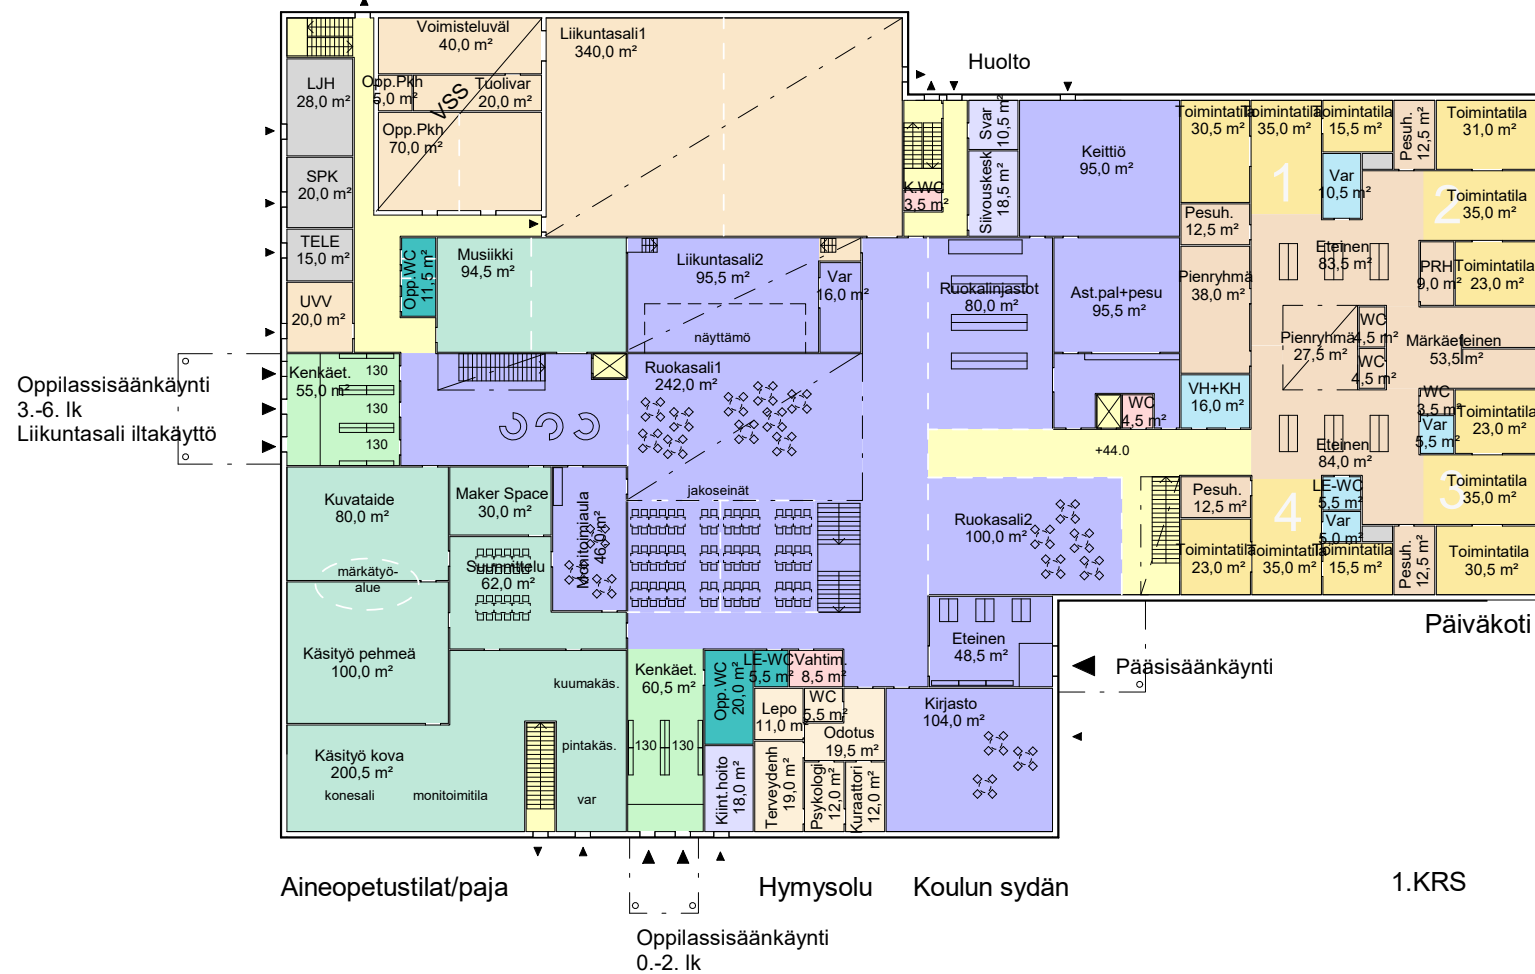 Voimisteluväl
40,0 m²
Liikuntasali1
340,0 m²
Huolto
LJH
28,0 m²
Opp.Pkh
5,0 m²
Tuolivar
20,0 m²
VSS
Opp.Pkh
70,0 m²
SPK
20,0 m²
TELE
15,0 m²
UVV
20,0 m²
Opp.WC
11,5 m²
Musiikki
94,5 m²
Liikuntasali2
95,5 m²
näyttämö
Var
16,0 m²
K.WC
3,5 m²
Svar
10,5 m²
Siivouskesk
18,5 m²
Keittiö
95,0 m²
Ruokalinjastot
80,0 m²
Ast.pal+pesu
95,5 m²
WC
4,5 m²
Toimintatila
30,5 m²
Toimintatila
35,0 m²
Toimintatila
15,5 m²
Pesuh.
12,5 m²
Toimintatila
31,0 m²
1
Var
10,5 m²
2
Toimintatila
35,0 m²
Pesuh.
12,5 m²
Eteinen
83,5 m²
PRH
9,0 m²
Toimintatila
23,0 m²
Pienryhmä
38,0 m²
Pienryhmä
27,5 m²
WC
4,5 m²
WC
4,5 m²
Märkäeteinen
53,5 m²
VH+KH
16,0 m²
WC
3,5 m²
Var
5,5 m²
Toimintatila
23,0 m²
Eteinen
84,0 m²
3
Toimintatila
35,0 m²
Pesuh.
12,5 m²
4
LE-WC
5,5 m²
Var
5,0 m²
Toimintatila
23,0 m²
Toimintatila
35,0 m²
Toimintatila
15,5 m²
Pesuh.
12,5 m²
Toimintatila
30,5 m²
Päiväkoti
Oppilassisäänkäynti
3.-6. lk
Liikuntasali iltakäyttö
Kenkäet.
55,0 m²
130
130
130
Ruokasali1
242,0 m²
jakoseinät
+44.0
Kuvataide
80,0 m²
märkätyö-
alue
Maker Space
30,0 m²
Monitoimiaula
46,0 m²
Suunnittelu
62,0 m²
Ruokasali2
100,0 m²
Käsityö pehmeä
100,0 m²
kuumakäs.
Käsityö kova
200,5 m²
konesali
monitoimitila
pintakäs.
var
Kenkäet.
60,5 m²
130
130
Opp.WC
20,0 m²
LE-WC
5,5 m²
Vahtim.
8,5 m²
Lepo
11,0 m²
WC
5,5 m²
Odotus
19,5 m²
Kiint.hoito
18,0 m²
Terveydenh
19,0 m²
Psykologi
12,0 m²
Kuraattori
12,0 m²
Eteinen
48,5 m²
Pääsisäänkäynti
Kirjasto
104,0 m²
Aineopetustilat/paja
Hymysolu
Koulun sydän
1.KRS
Oppilassisäänkäynti
0.-2. lk